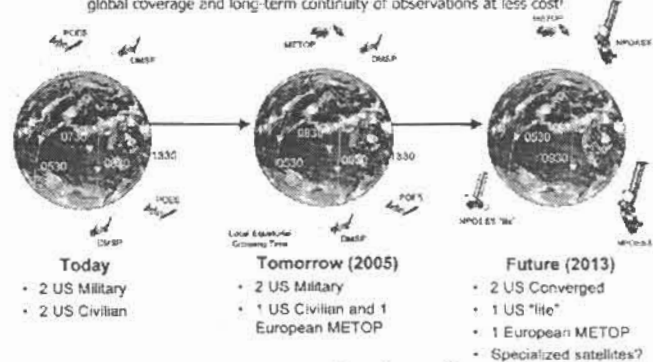 global coverage and long-term continuity of observations at less cost!
POES
DMSP
METOP
DMSP
METOP
NPOESS
0730
0530
1330
0530
1330
0530
0930
POES
DMSP
POES
DMSP
Local Equatorial
Crossing Time
NPOESS "lite"
NPOESS
Today
• 2 US Military
• 2 US Civilian
Tomorrow (2005)
• 2 US Military
• 1 US Civilian and 1
European METOP
Future (2013)
• 2 US Converged
• 1 US "lite"
• 1 European METOP
• Specialized satellites?